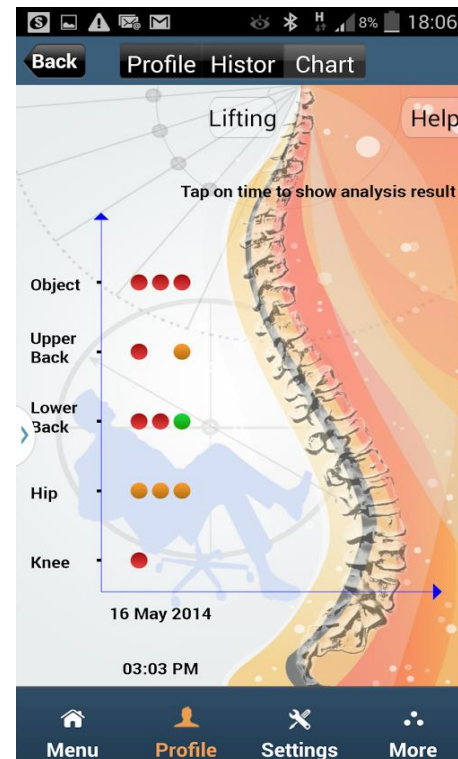 S H 8% 18:06
Back Profile Histor Chart
Lifting Help
Tap on time to show analysis result
Object
Upper
Back
Lower
Back
Hip
Knee
16 May 2014
03:03 PM
Menu Profile Settings More